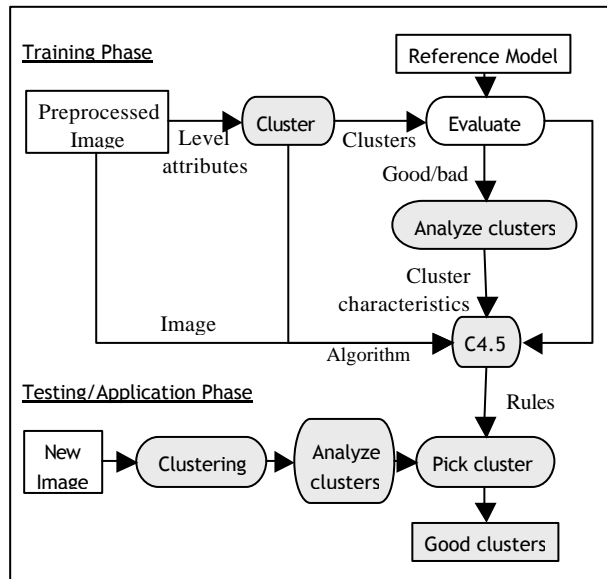 Training Phase
Reference Model
Preprocessed
Image
Level
attributes
Cluster
Clusters
Evaluate
Good/bad
Analyze clusters
Cluster
characteristics
Image
Algorithm
C4.5
Testing/Application Phase
Rules
New
Image
Clustering
Analyze
clusters
Pick cluster
Good clusters